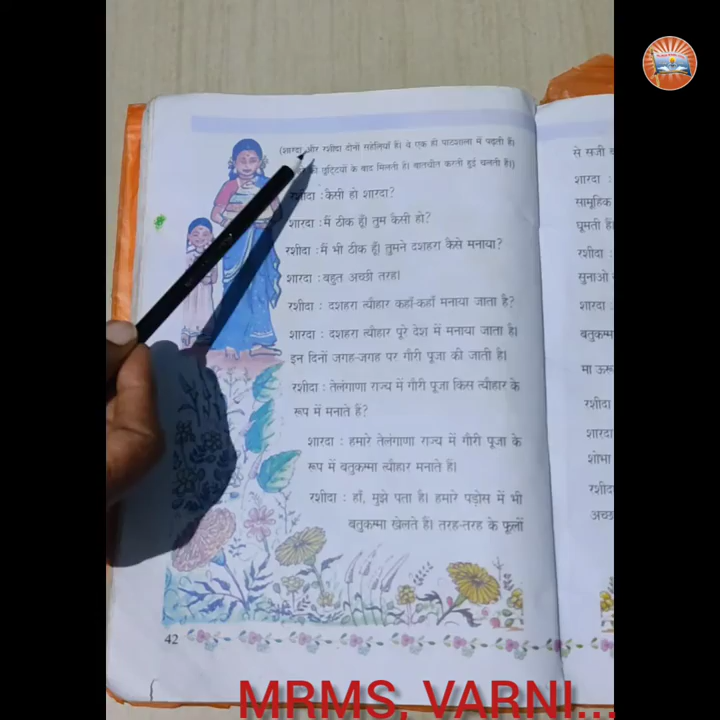 (शारदा और रशीदा दोनों सहेलियाँ हैं। वे एक ही पाठशाला में पढ़ती हैं।
की छुट्टियों के बाद मिलती हैं। बातचीत करती हुई चलती हैं।)
रशीदा : कैसी हो शारदा?
शारदा : मैं ठीक हूँ। तुम कैसी हो?
रशीदा : मैं भी ठीक हूँ। तुमने दशहरा कैसे मनाया?
शारदा : बहुत अच्छी तरह।
रशीदा : दशहरा त्यौहार कहाँ-कहाँ मनाया जाता है?
शारदा : दशहरा त्यौहार पूरे देश में मनाया जाता है।
इन दिनों जगह-जगह पर गौरी पूजा की जाती है।
रशीदा : तेलंगाणा राज्य में गौरी पूजा किस त्यौहार के
रूप में मनाते हैं?
शारदा : हमारे तेलंगाणा राज्य में गौरी पूजा के
रूप में बतुकम्मा त्यौहार मनाते हैं।
रशीदा : हाँ, मुझे पता है। हमारे पड़ोस में भी
बतुकम्मा खेलते हैं। तरह-तरह के फूलों
42
से सजी
शारदा :
सामूहिक
घूमती हैं
रशीदा :
सुनाओ
शारदा :
बतुकम्
मा ऊरू
रशीदा
शारदा
शोभा
रशीदा
अच्छ
MRMS, VARNI...